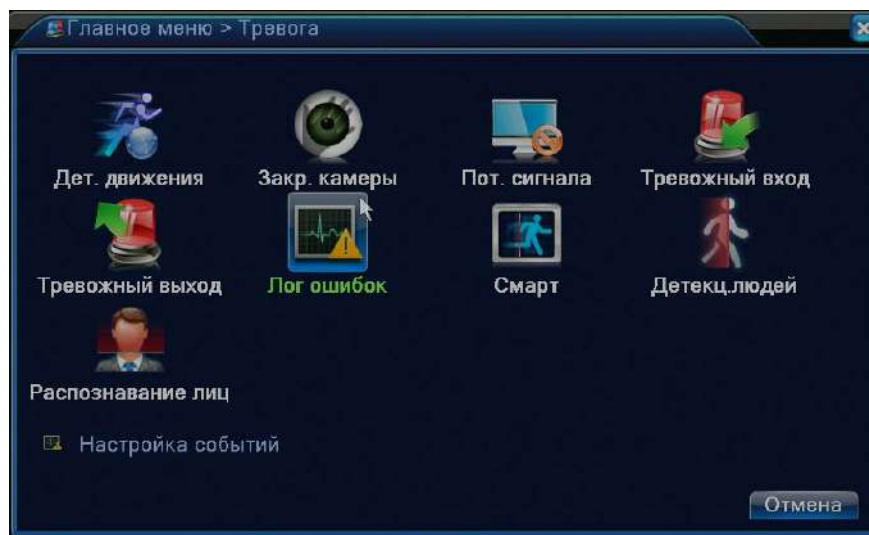 Главное меню > Тревога
Дет. движения Закр. камеры Пот. сигнала Тревожный вход
Тревожный выход Лог ошибок Смарт Детекц.людей
Распознавание лиц
Настройка событий
Отмена